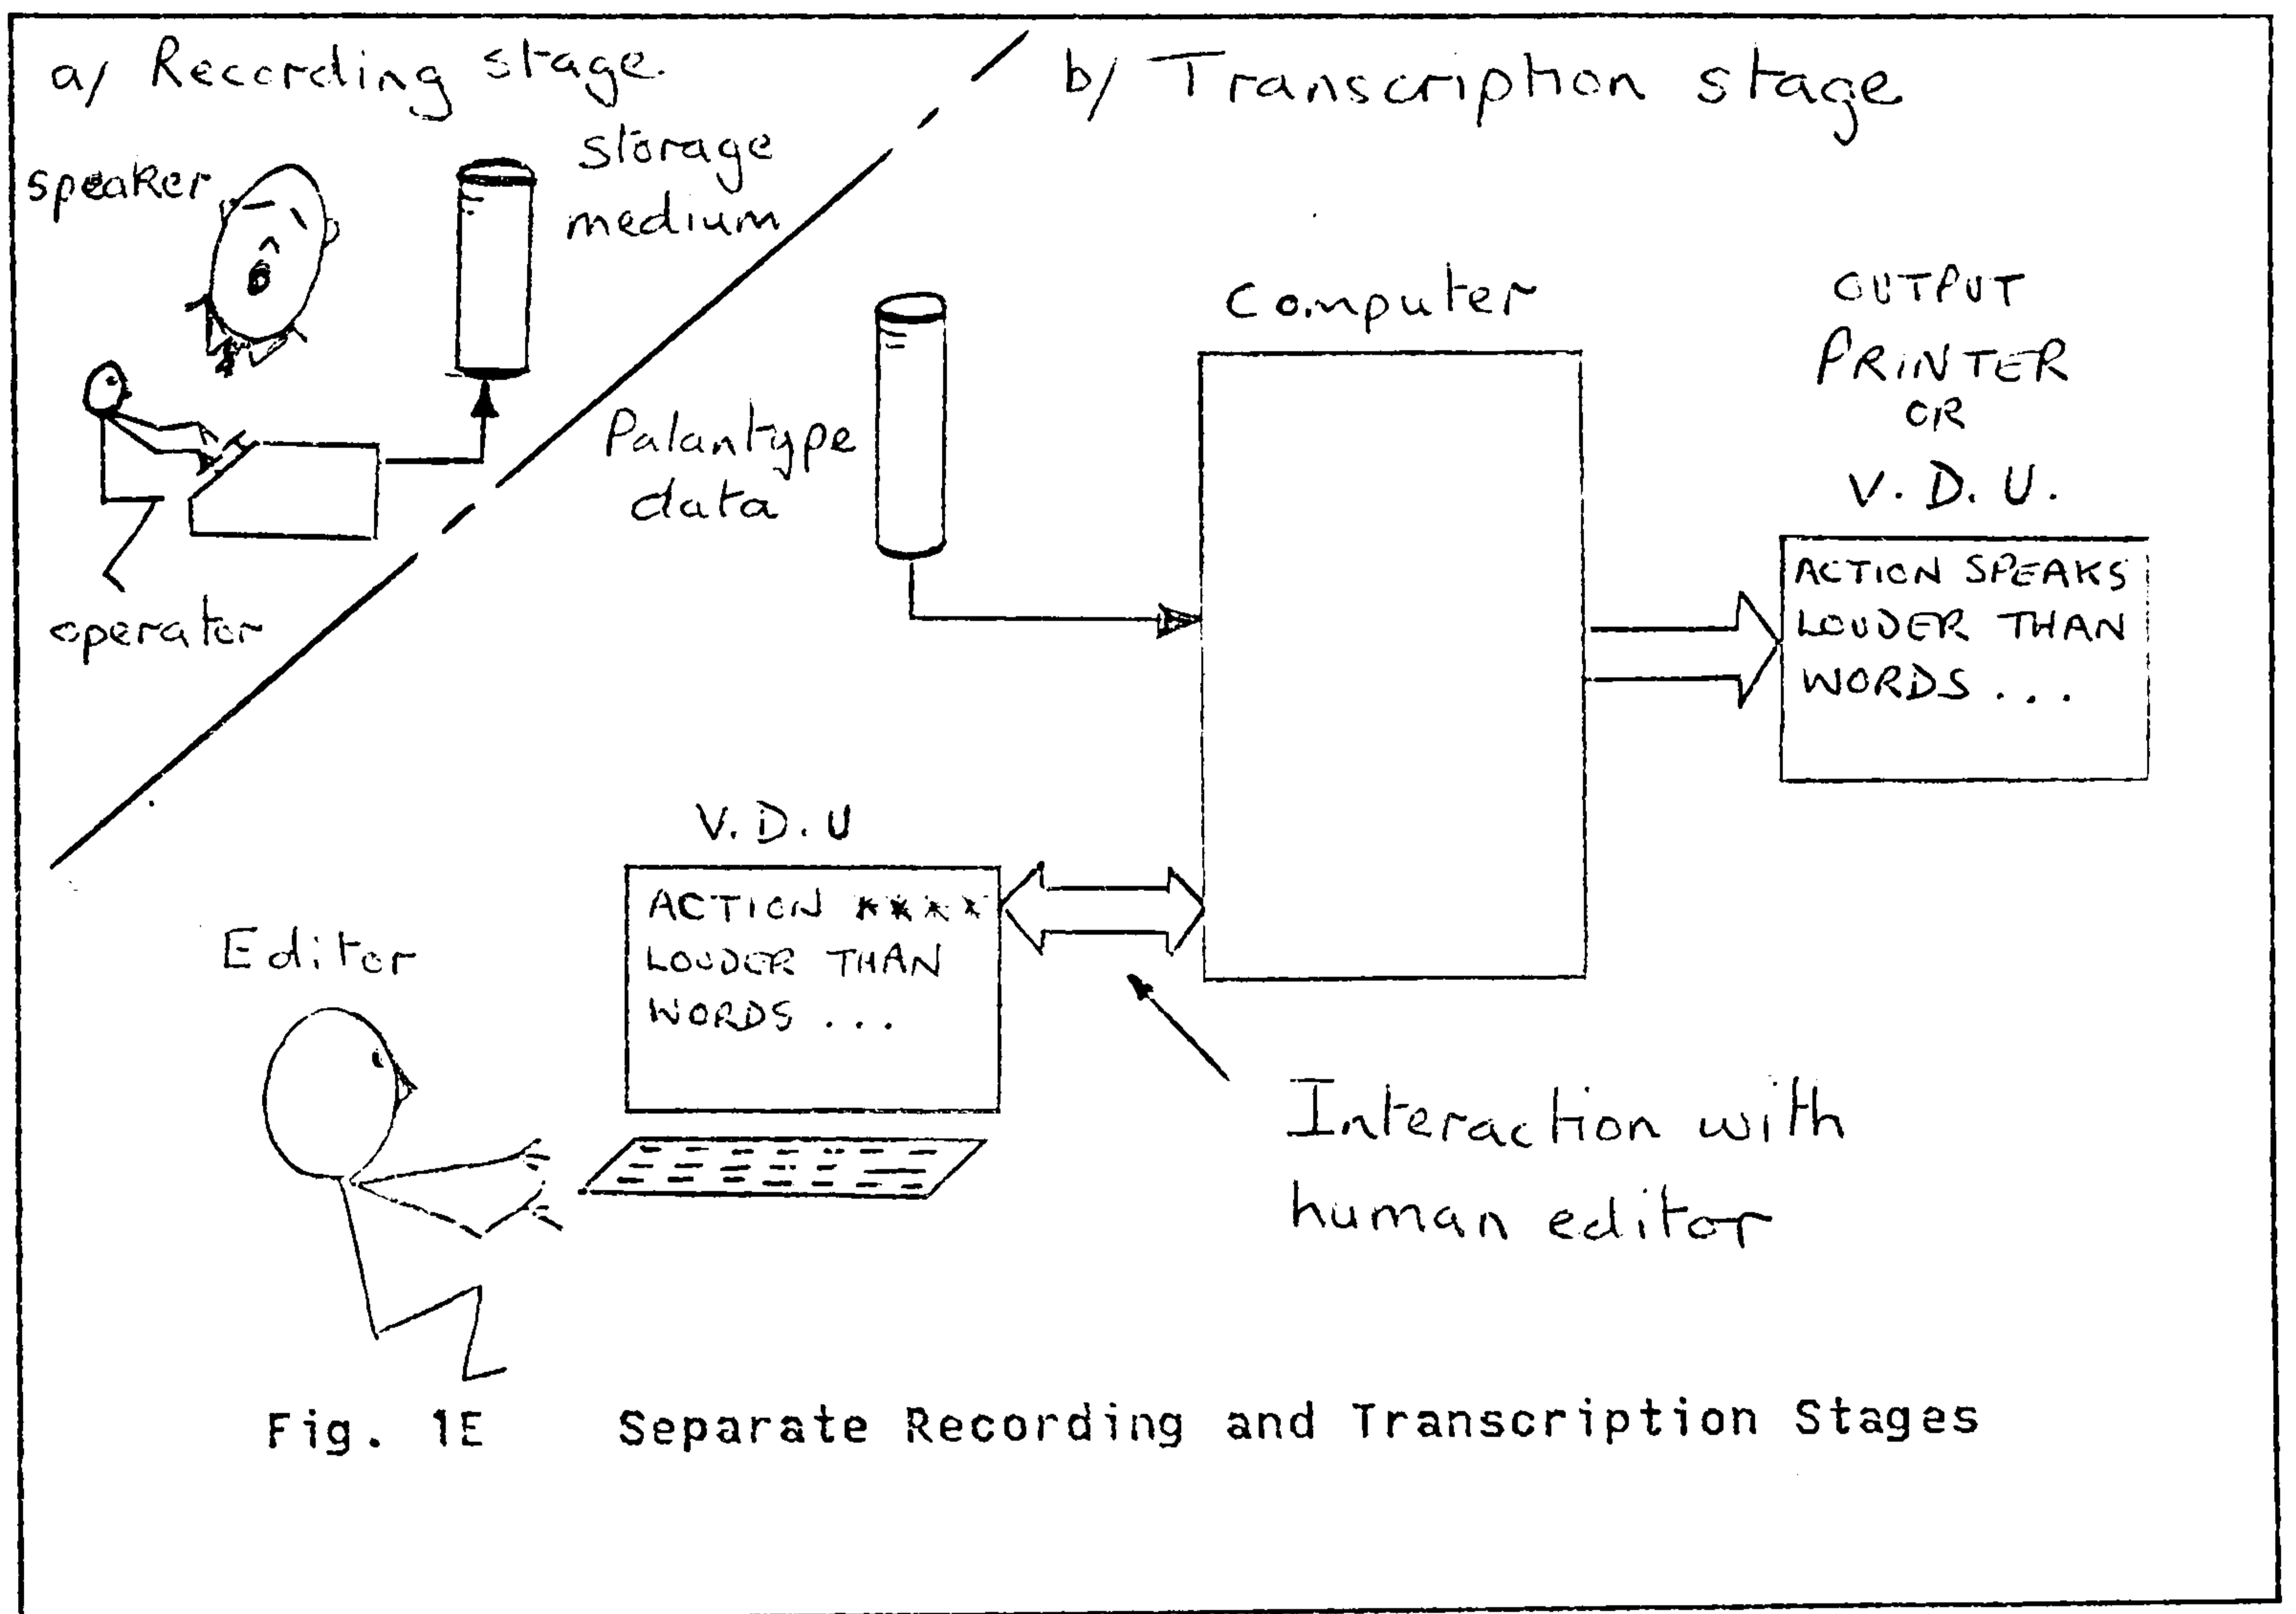 a/ Recording stage.
speaker
storage
medium
operator
b/ Transcription stage
Palantype
data
Computer
OUTPUT
PRINTER
OR
V. D. U.
ACTION SPEAKS
LOUDER THAN
WORDS ...
V. D. U
ACTION ****
LOUDER THAN
WORDS ...
Editor
Interaction with
human editor
Fig. 1E Separate Recording and Transcription Stages